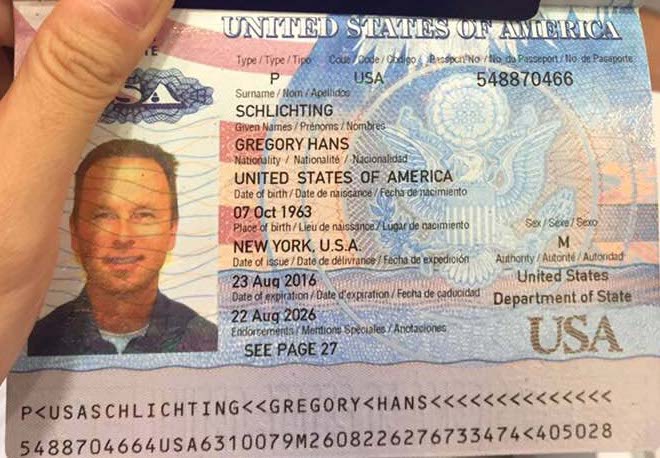 UNITED STATES OF AMERICA
TE
SA
Type / Type / Tipo Code / Code / Codigo Passport No / No. du Passeport / No. de Pasaporte
P USA 548870466
Surname / Nom / Apellidos
SCHLICHTING
Given Names / Prénoms / Nombres
GREGORY HANS
Nationality / Nationalité / Nacionalidad
UNITED STATES OF AMERICA
Date of birth / Date de naissance / Fecha de nacimiento
07 Oct 1963
Place of birth / Lieu de naissance / Lugar de nacimiento Sex / Sexe / Sexo
NEW YORK, U.S.A. M
Date of issue / Date de délivrance / Fecha de expedición Authority / Autorité / Autoridad
23 Aug 2016 United States
Date of expiration / Date d'expiration / Fecha de caducidad Department of State
22 Aug 2026
Endorsements / Mentions Spéciales / Anotaciones
SEE PAGE 27 USA
P<USASCHLICHTING<<GREGORY<HANS<<<<<<<<<<<<<<
5488704664USA6310079M2608226276733474<405028